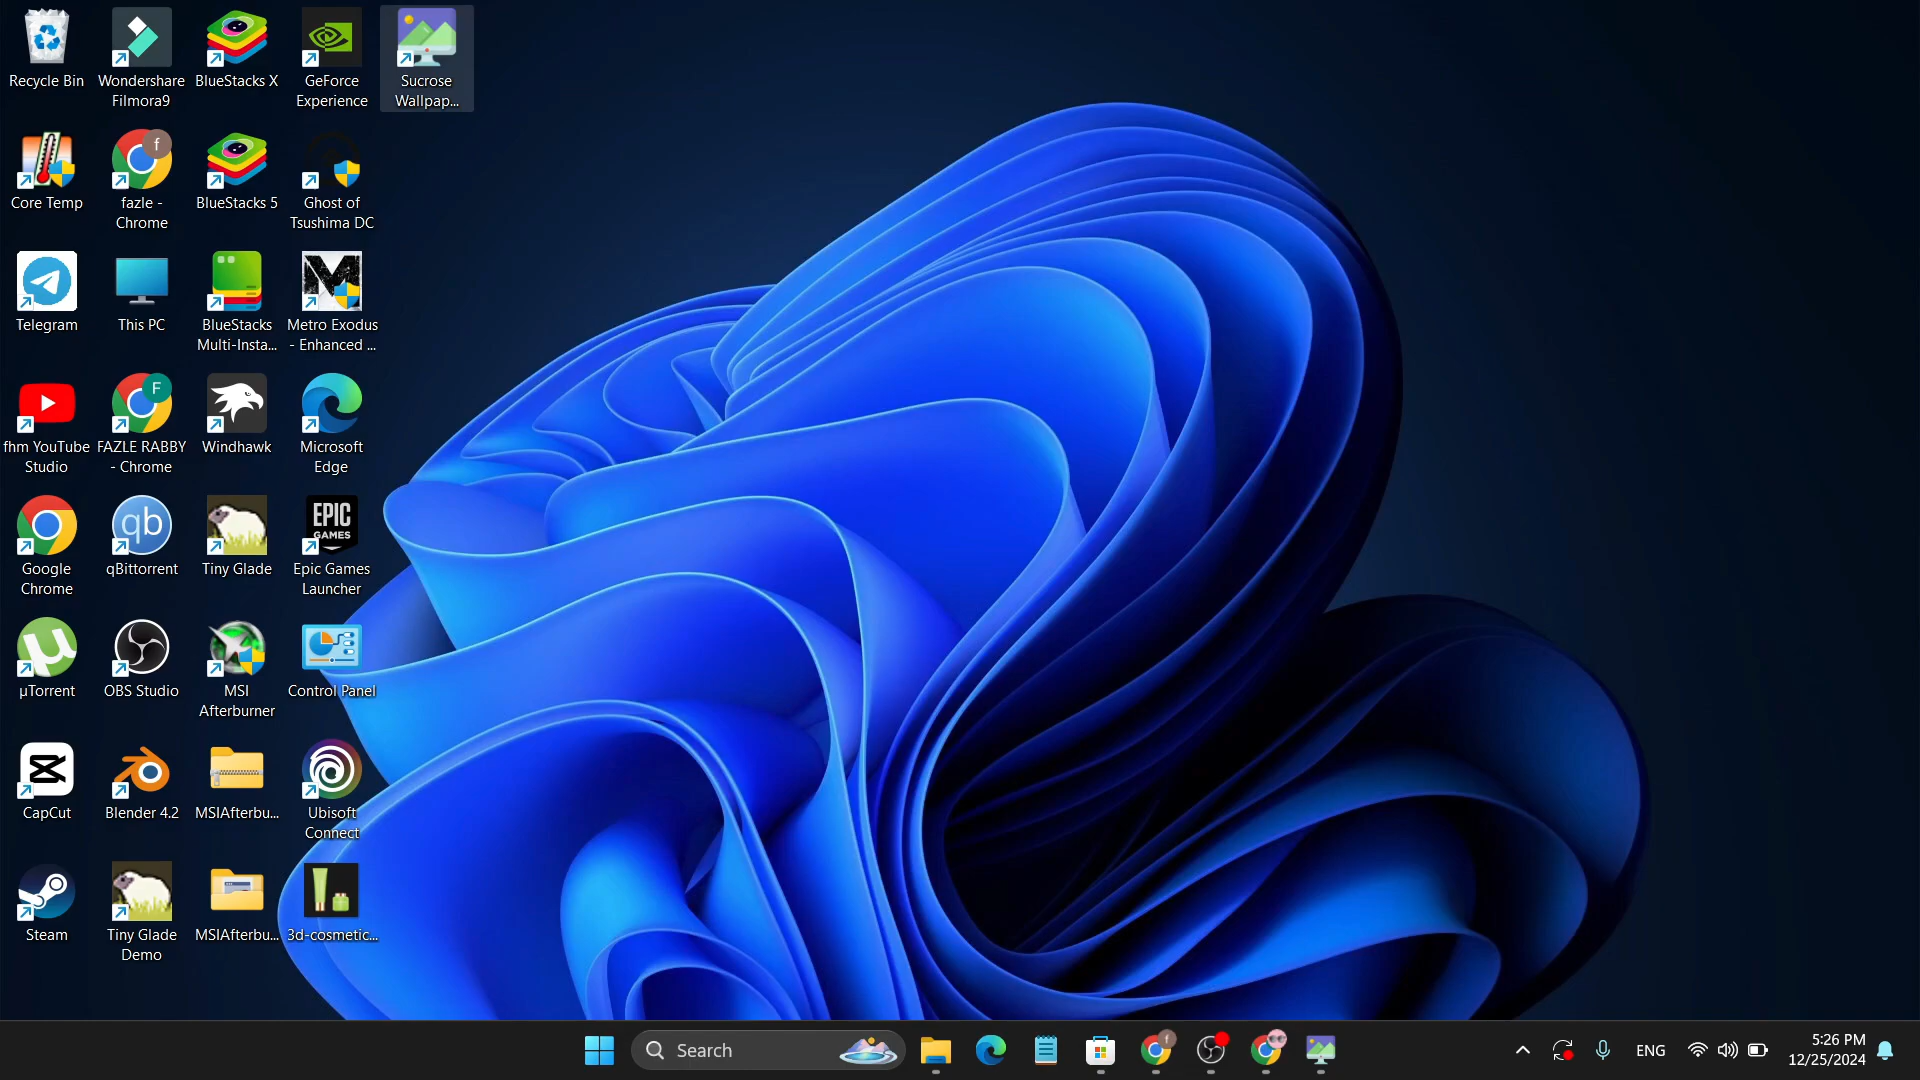 Recycle Bin
Wondershare
Filmora9
BlueStacks X
GeForce
Experience
Sucrose
Wallpap...
Core Temp
f
fazle -
Chrome
BlueStacks 5
Ghost of
Tsushima DC
Telegram
This PC
BlueStacks
Multi-Insta...
M
Metro Exodus
- Enhanced ...
fhm YouTube
Studio
F
FAZLE RABBY
- Chrome
Windhawk
Microsoft
Edge
Google
Chrome
qb
qBittorrent
Tiny Glade
EPIC
GAMES
Epic Games
Launcher
µ
µTorrent
OBS Studio
MSI
Afterburner
Control Panel
CapCut
Blender 4.2
MSIAfterbu...
Ubisoft
Connect
Steam
Tiny Glade
Demo
MSIAfterbu...
3d-cosmetic...
Search
f
ENG
5:26 PM
12/25/2024